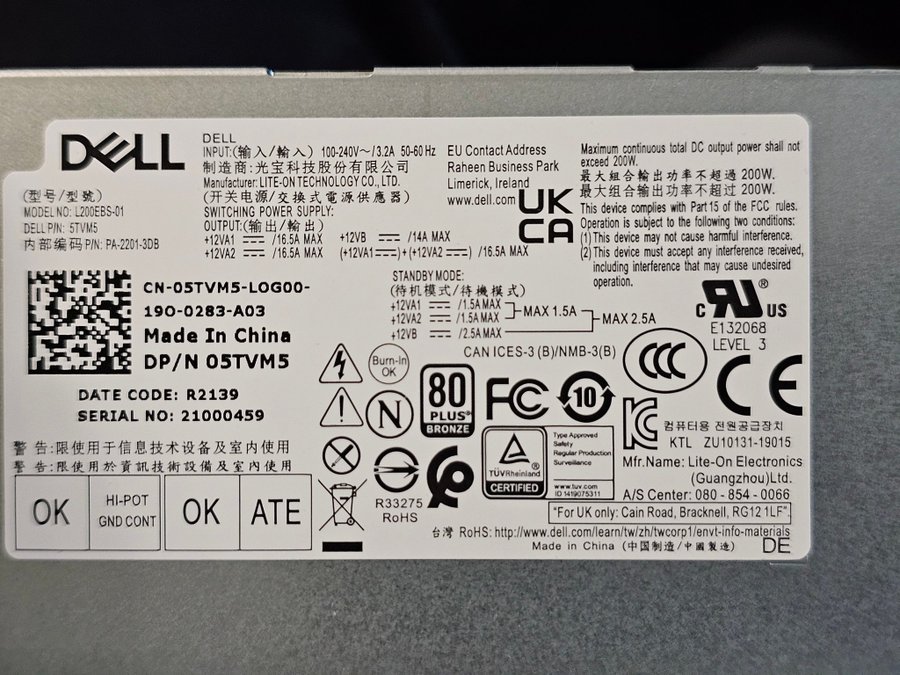 DELL
(型号/型號)
MODEL NO: L200EBS-01
DELL P/N: 5TVM5
内部编码 P/N: PA-2201-3DB
DELL
INPUT:(输入/輸入) 100-240V~/3.2A 50-60 Hz
制造商:光宝科技股份有限公司
Manufacturer: LITE-ON TECHNOLOGY CO., LTD.
(开关电源/交換式電源供應器)
SWITCHING POWER SUPPLY:
OUTPUT:(输出/輸出)
+12VA1 ⎓ /16.5A MAX +12VB ⎓ /14A MAX
+12VA2 ⎓ /16.5A MAX (+12VA1⎓)+(+12VA2⎓) /16.5A MAX
EU Contact Address
Raheen Business Park
Limerick, Ireland
www.dell.com
UK
CA
Maximum continuous total DC output power shall not
exceed 200W.
最大组合输出功率不超过 200W.
最大組合輸出功率不超過 200W.
This device complies with Part 15 of the FCC rules.
Operation is subject to the following two conditions:
(1)This device may not cause harmful interference.
(2)This device must accept any interference received,
including interference that may cause undesired
operation.
CN-05TVM5-LOG00-
190-0283-A03
Made In China
DP/N 05TVM5
DATE CODE: R2139
SERIAL NO: 21000459
STANDBY MODE:
(待机模式/待機模式)
+12VA1 ⎓ /1.5A MAX
+12VA2 ⎓ /1.5A MAX
MAX 1.5A
+12VB ⎓ /2.5A MAX
MAX 2.5A
CAN ICES-3 (B)/NMB-3(B)
c RU® US
E132068
LEVEL 3
Burn-In
OK
N
80
PLUS®
BRONZE
FC
10
CCC
CE
KC
컴퓨터용 전원공급장치
KTL ZU10131-19015
Mfr.Name: Lite-On Electronics
(Guangzhou)Ltd.
A/S Center: 080 - 854 - 0066
"For UK only: Cain Road, Bracknell, RG12 1LF".
R33275
RoHS
TÜVRheinland®
CERTIFIED
Type Approved
Safety
Regular Production
Surveillance
www.tuv.com
ID 1419075311
警告:限使用于信息技术设备及室内使用
警告:限使用於資訊技術設備及室內使用
OK
HI-POT
GND CONT
OK
ATE
台灣 RoHS: http://www.dell.com/learn/tw/zh/twcorp1/envt-info-materials
Made in China (中国制造/中國製造) DE